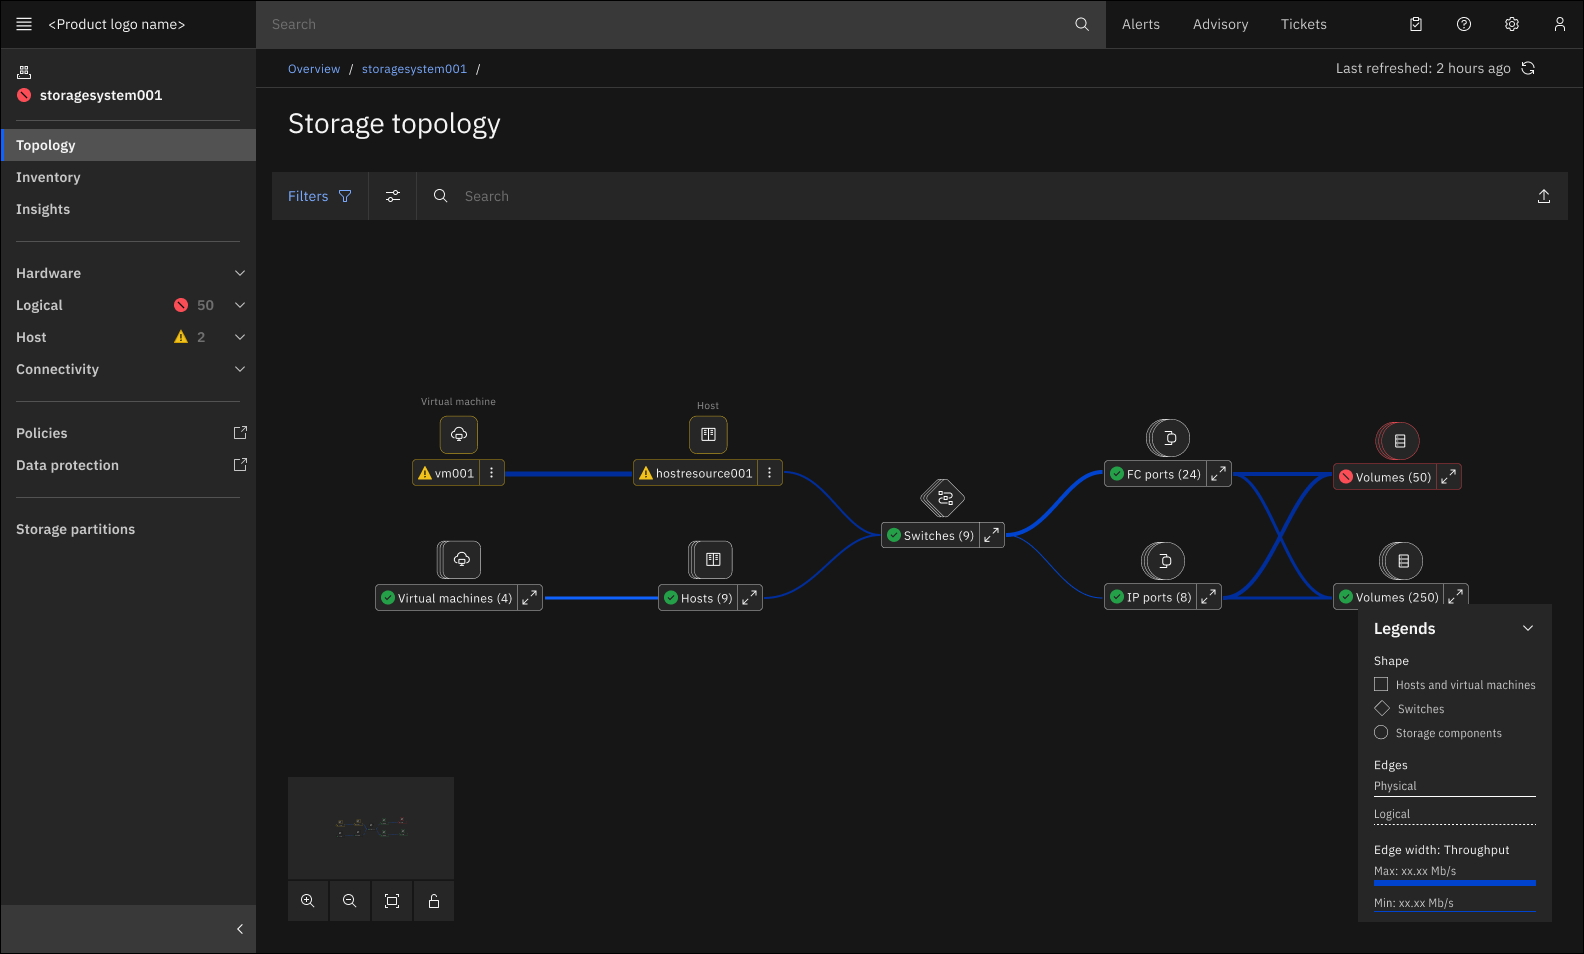 <Product logo name>
Search
Alerts
Advisory
Tickets
storagesystem001
Topology
Inventory
Insights
Hardware
Logical 50
Host 2
Connectivity
Policies
Data protection
Storage partitions
Overview / storagesystem001 /
Last refreshed: 2 hours ago
Storage topology
Filters
Search
Virtual machine
vm001
Host
hostresource001
Virtual machines (4)
Hosts (9)
Switches (9)
FC ports (24)
IP ports (8)
Volumes (50)
Volumes (250)
Legends
Shape
Hosts and virtual machines
Switches
Storage components
Edges
Physical
Logical
Edge width: Throughput
Max: xx.xx Mb/s
Min: xx.xx Mb/s